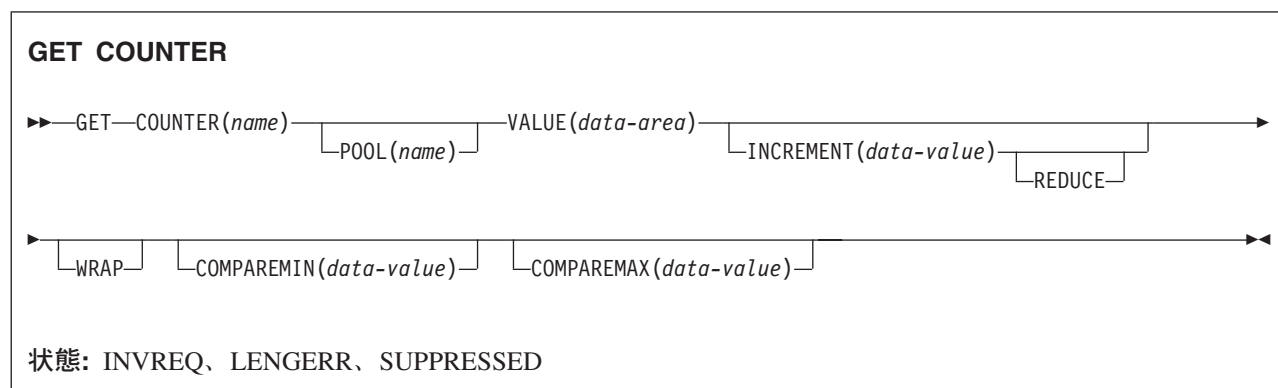 GET COUNTER
GET COUNTER(name) VALUE(data-area)
POOL(name) INCREMENT(data-value)
REDUCE
WRAP COMPAREMIN(data-value) COMPAREMAX(data-value)
状態: INVREQ、LENGERR、SUPPRESSED